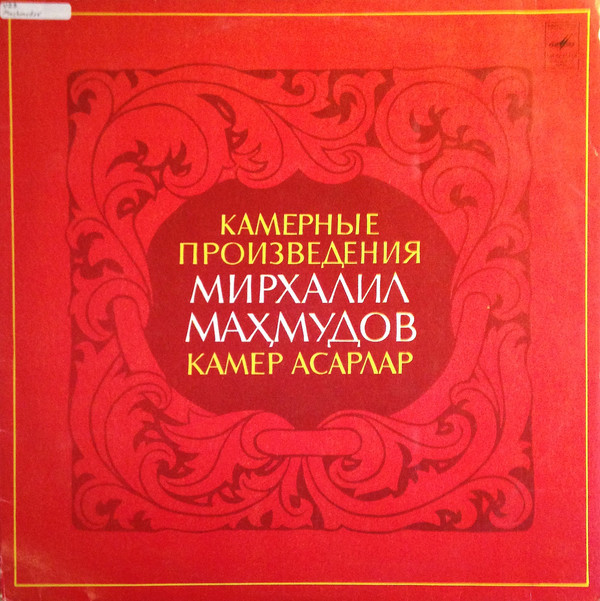 КАМЕРНЫЕ
ПРОИЗВЕДЕНИЯ
МИРХАЛИЛ
МАҲМУДОВ
КАМЕР АСАРЛАР